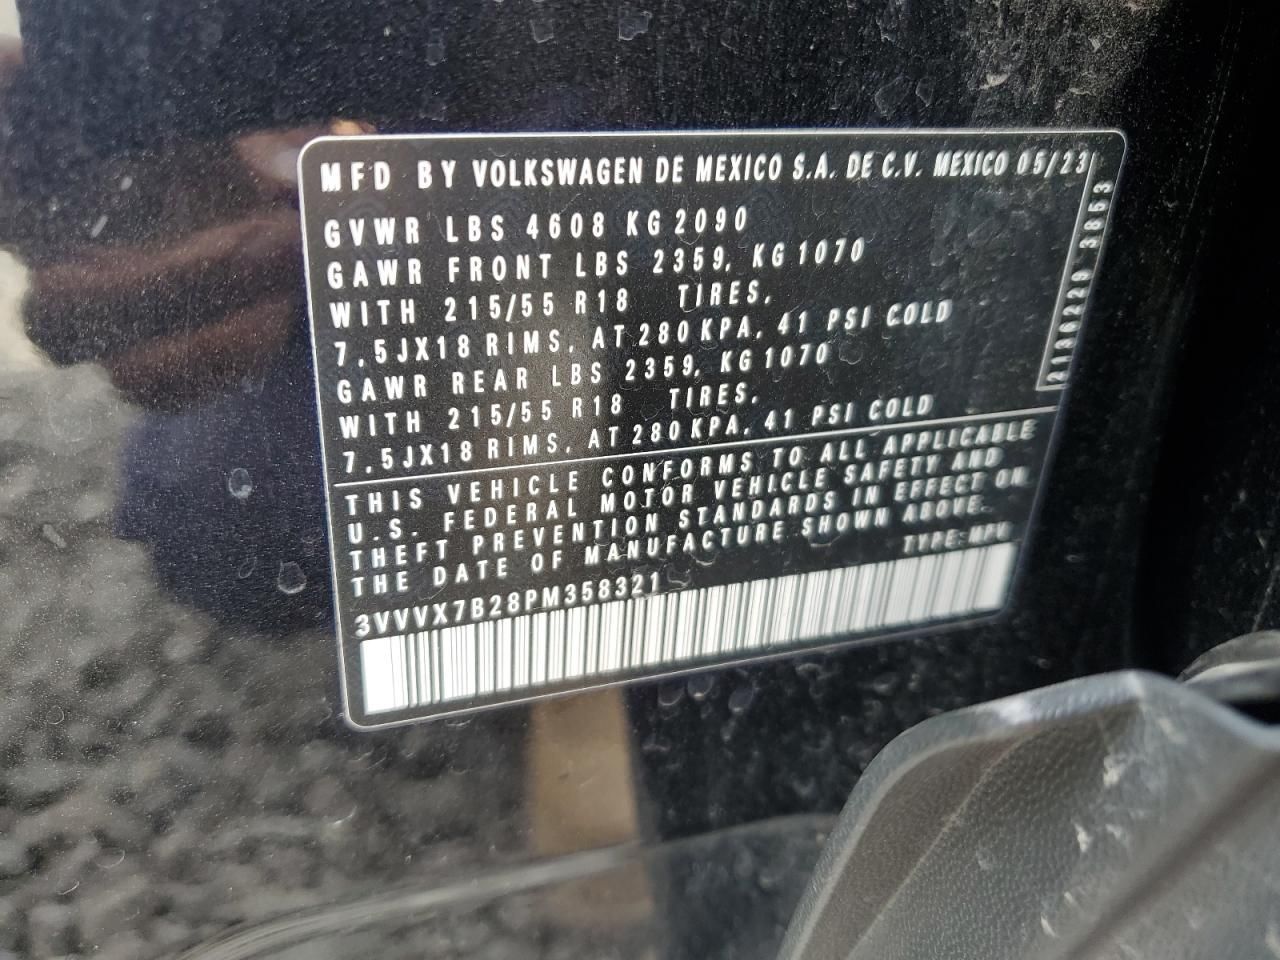 MFD BY VOLKSWAGEN DE MEXICO S.A. DE C.V. MEXICO 05/23
GVWR LBS 4608 KG 2090
GAWR FRONT LBS 2359, KG 1070
WITH 215/55 R18 TIRES,
7,5JX18 RIMS, AT 280 KPA, 41 PSI COLD
GAWR REAR LBS 2359, KG 1070
WITH 215/55 R18 TIRES,
7,5JX18 RIMS, AT 280 KPA, 41 PSI COLD
THIS VEHICLE CONFORMS TO ALL APPLICABLE
U.S. FEDERAL MOTOR VEHICLE SAFETY AND
THEFT PREVENTION STANDARDS IN EFFECT ON
THE DATE OF MANUFACTURE SHOWN ABOVE.
TYPE: MPV
3VVVX7B28PM358321